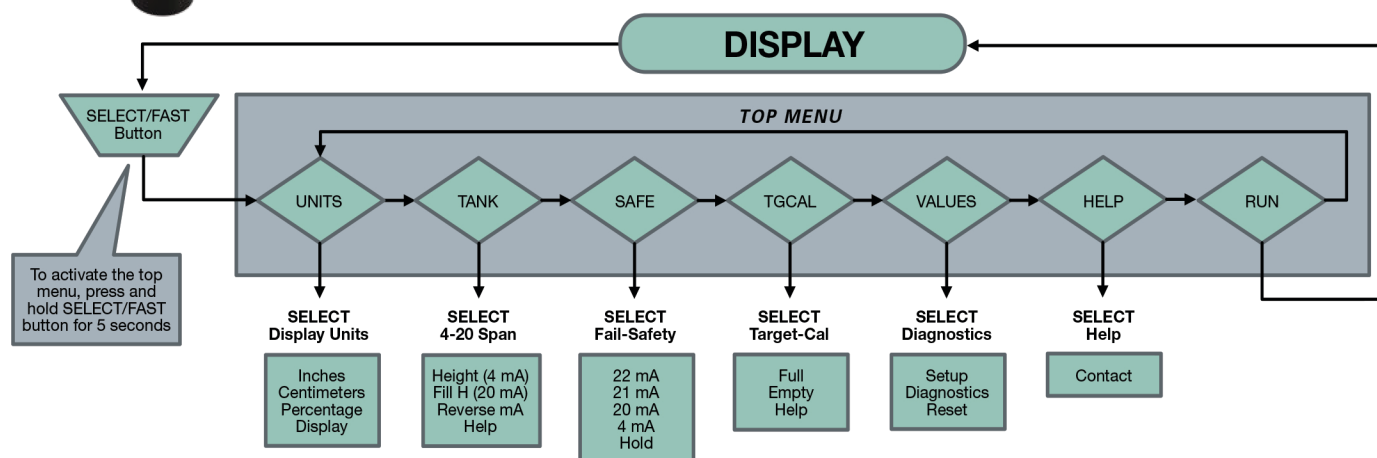 DISPLAY
SELECT/FAST
Button
TOP MENU
UNITS
TANK
SAFE
TGCAL
VALUES
HELP
RUN
To activate the top
menu, press and
hold SELECT/FAST
button for 5 seconds
SELECT
Display Units
Inches
Centimeters
Percentage
Display
SELECT
4-20 Span
Height (4 mA)
Fill H (20 mA)
Reverse mA
Help
SELECT
Fail-Safety
22 mA
21 mA
20 mA
4 mA
Hold
SELECT
Target-Cal
Full
Empty
Help
SELECT
Diagnostics
Setup
Diagnostics
Reset
SELECT
Help
Contact